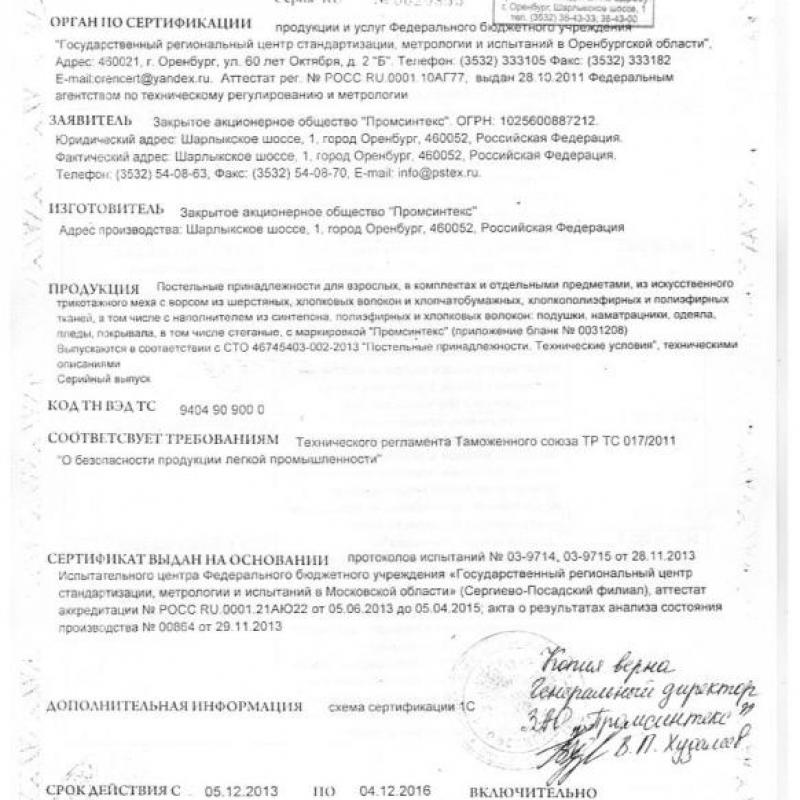 г. Оренбург, Шарлыкское шоссе, 1
тел. (3532) 36-43-33, 36-43-00
ОРГАН ПО СЕРТИФИКАЦИИ продукции и услуг Федерального бюджетного учреждения
"Государственный региональный центр стандартизации, метрологии и испытаний в Оренбургской области",
Адрес: 460021, г. Оренбург, ул. 60 лет Октября, д. 2 "Б". Телефон: (3532) 333105 Факс: (3532) 333182
E-mail:orencert@yandex.ru. Аттестат рег. № РОСС RU.0001.10АГ77, выдан 28.10.2011 Федеральным
агентством по техническому регулированию и метрологии
ЗАЯВИТЕЛЬ Закрытое акционерное общество "Промсинтекс". ОГРН: 1025600887212.
Юридический адрес: Шарлыкское шоссе, 1, город Оренбург, 460052, Российская Федерация.
Фактический адрес: Шарлыкское шоссе, 1, город Оренбург, 460052, Российская Федерация.
Телефон: (3532) 54-08-63, Факс: (3532) 54-08-70, E-mail: info@pstex.ru.
ИЗГОТОВИТЕЛЬ Закрытое акционерное общество "Промсинтекс"
Адрес производства: Шарлыкское шоссе, 1, город Оренбург, 460052, Российская Федерация
ПРОДУКЦИЯ Постельные принадлежности для взрослых, в комплектах и отдельными предметами, из искусственного
трикотажного меха с ворсом из шерстяных, хлопковых волокон и хлопчатобумажных, хлопкополиэфирных и полиэфирных
тканей, в том числе с наполнителем из синтепона, полиэфирных и хлопковых волокон: подушки, наматрацники, одеяла,
пледы, покрывала, в том числе стеганые, с маркировкой "Промсинтекс" (приложение бланк № 0031208)
Выпускаются в соответствии с СТО 46745403-002-2013 "Постельные принадлежности. Технические условия", техническими
описаниями
Серийный выпуск
КОД ТН ВЭД ТС 9404 90 900 0
СООТВЕТСВУЕТ ТРЕБОВАНИЯМ Технического регламента Таможенного союза ТР ТС 017/2011
"О безопасности продукции легкой промышленности"
СЕРТИФИКАТ ВЫДАН НА ОСНОВАНИИ протоколов испытаний № 03-9714, 03-9715 от 28.11.2013
Испытательного центра Федерального бюджетного учреждения «Государственный региональный центр
стандартизации, метрологии и испытаний в Московской области» (Сергиево-Посадский филиал), аттестат
аккредитации № РОСС RU.0001.21АЮ22 от 05.06.2013 до 05.04.2015; акта о результатах анализа состояния
производства № 00864 от 29.11.2013
Копия верна
Генеральный директор
ДОПОЛНИТЕЛЬНАЯ ИНФОРМАЦИЯ схема сертификации 1С
ЗАО "Промсинтекс"
В.П. Худалеев
СРОК ДЕЙСТВИЯ С 05.12.2013 ПО 04.12.2016 ВКЛЮЧИТЕЛЬНО